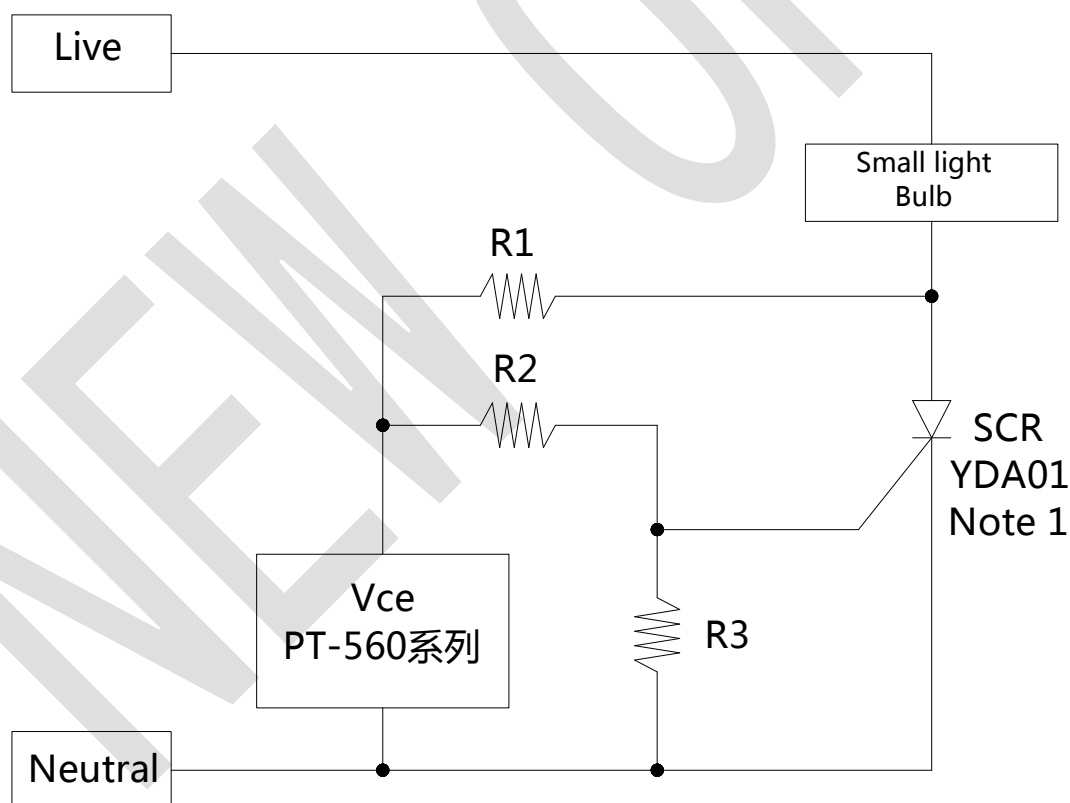 Live
Small light
Bulb
R1
R2
SCR
YDA01
Note 1
Vce
PT-560系列
R3
Neutral
NEW